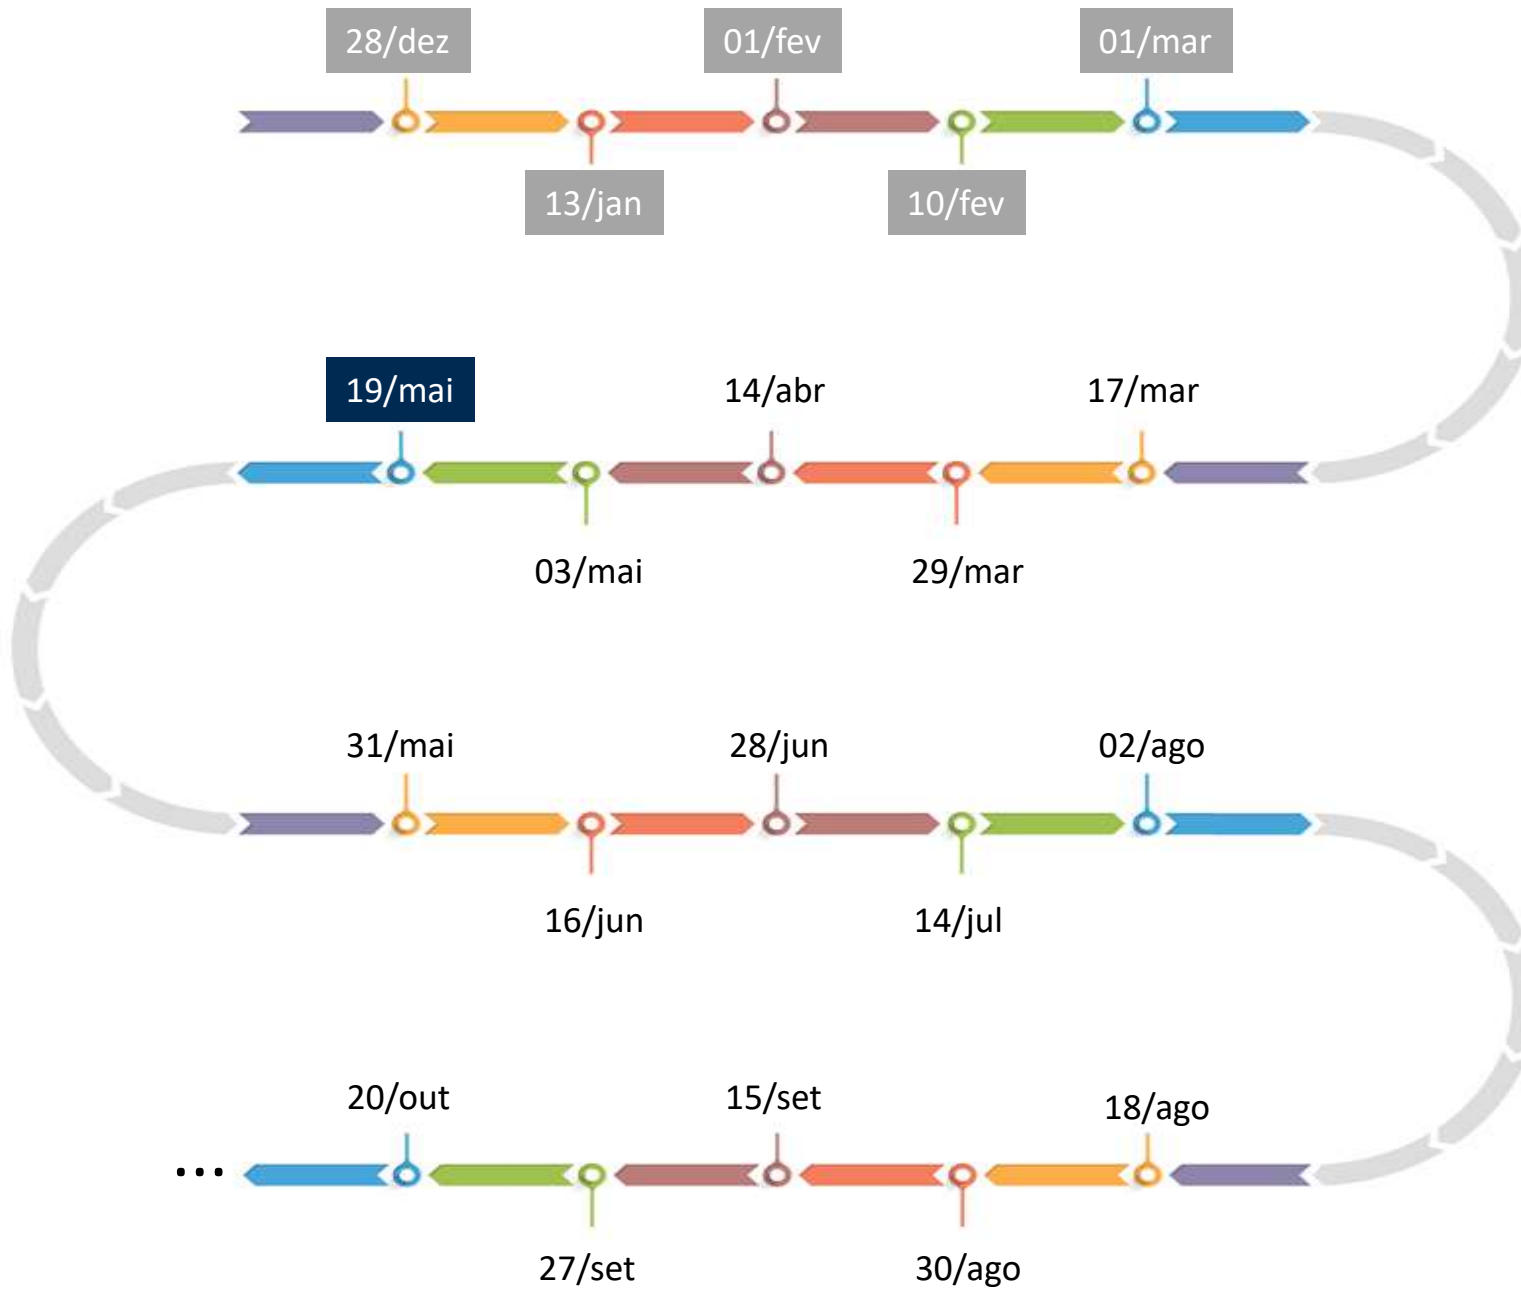 28/dez
01/fev
01/mar
13/jan
10/fev
19/mai
14/abr
17/mar
03/mai
29/mar
31/mai
28/jun
02/ago
16/jun
14/jul
20/out
15/set
18/ago
...
27/set
30/ago